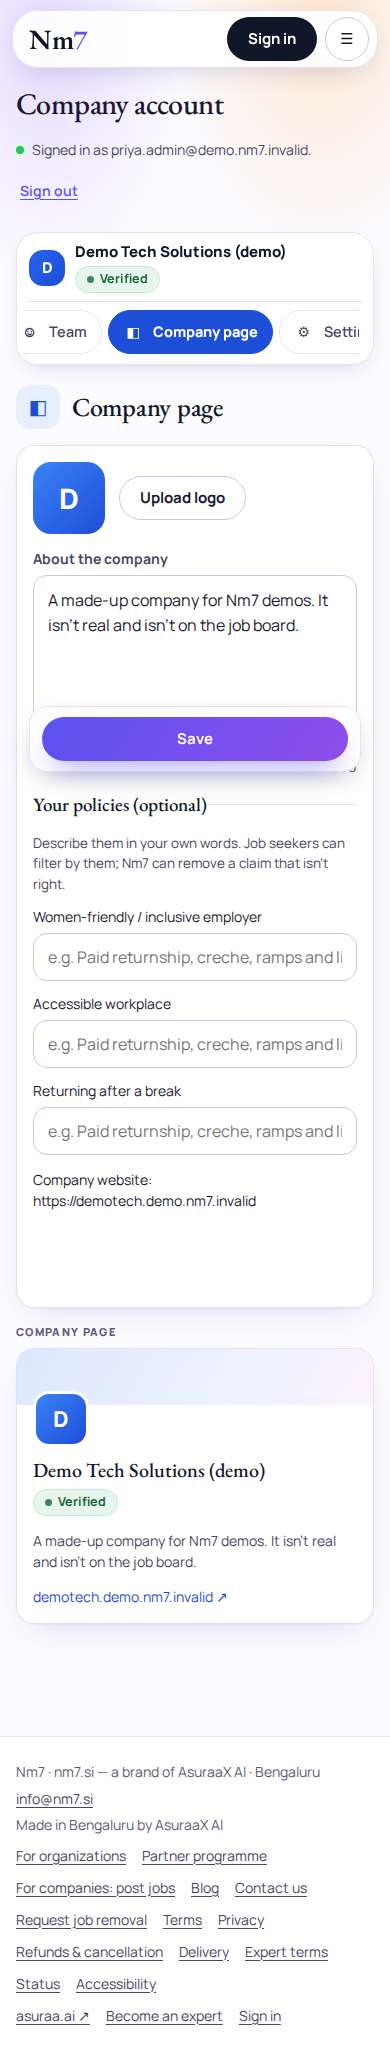 Nm7
Sign in
☰
Company account
Signed in as priya.admin@demo.nm7.invalid.
Sign out
D
Demo Tech Solutions (demo)
Verified
Team
Company page
Company page
D
Upload logo
About the company
A made-up company for Nm7 demos. It
isn't real and isn't on the job board.
Save
Your policies (optional)
Describe them in your own words. Job seekers can
filter by them; Nm7 can remove a claim that isn't
right.
Women-friendly / inclusive employer
e.g. Paid returnship, creche, ramps and li
Accessible workplace
e.g. Paid returnship, creche, ramps and li
Returning after a break
e.g. Paid returnship, creche, ramps and li
Company website:
https://demotech.demo.nm7.invalid
COMPANY PAGE
D
Demo Tech Solutions (demo)
Verified
A made-up company for Nm7 demos. It isn't real
and isn't on the job board.
demotech.demo.nm7.invalid ↗
Nm7 · nm7.si — a brand of AsuraaX AI · Bengaluru
info@nm7.si
Made in Bengaluru by AsuraaX AI
For organizations Partner programme
For companies: post jobs Blog Contact us
Request job removal Terms Privacy
Refunds & cancellation Delivery Expert terms
Status Accessibility
asuraa.ai ↗ Become an expert Sign in